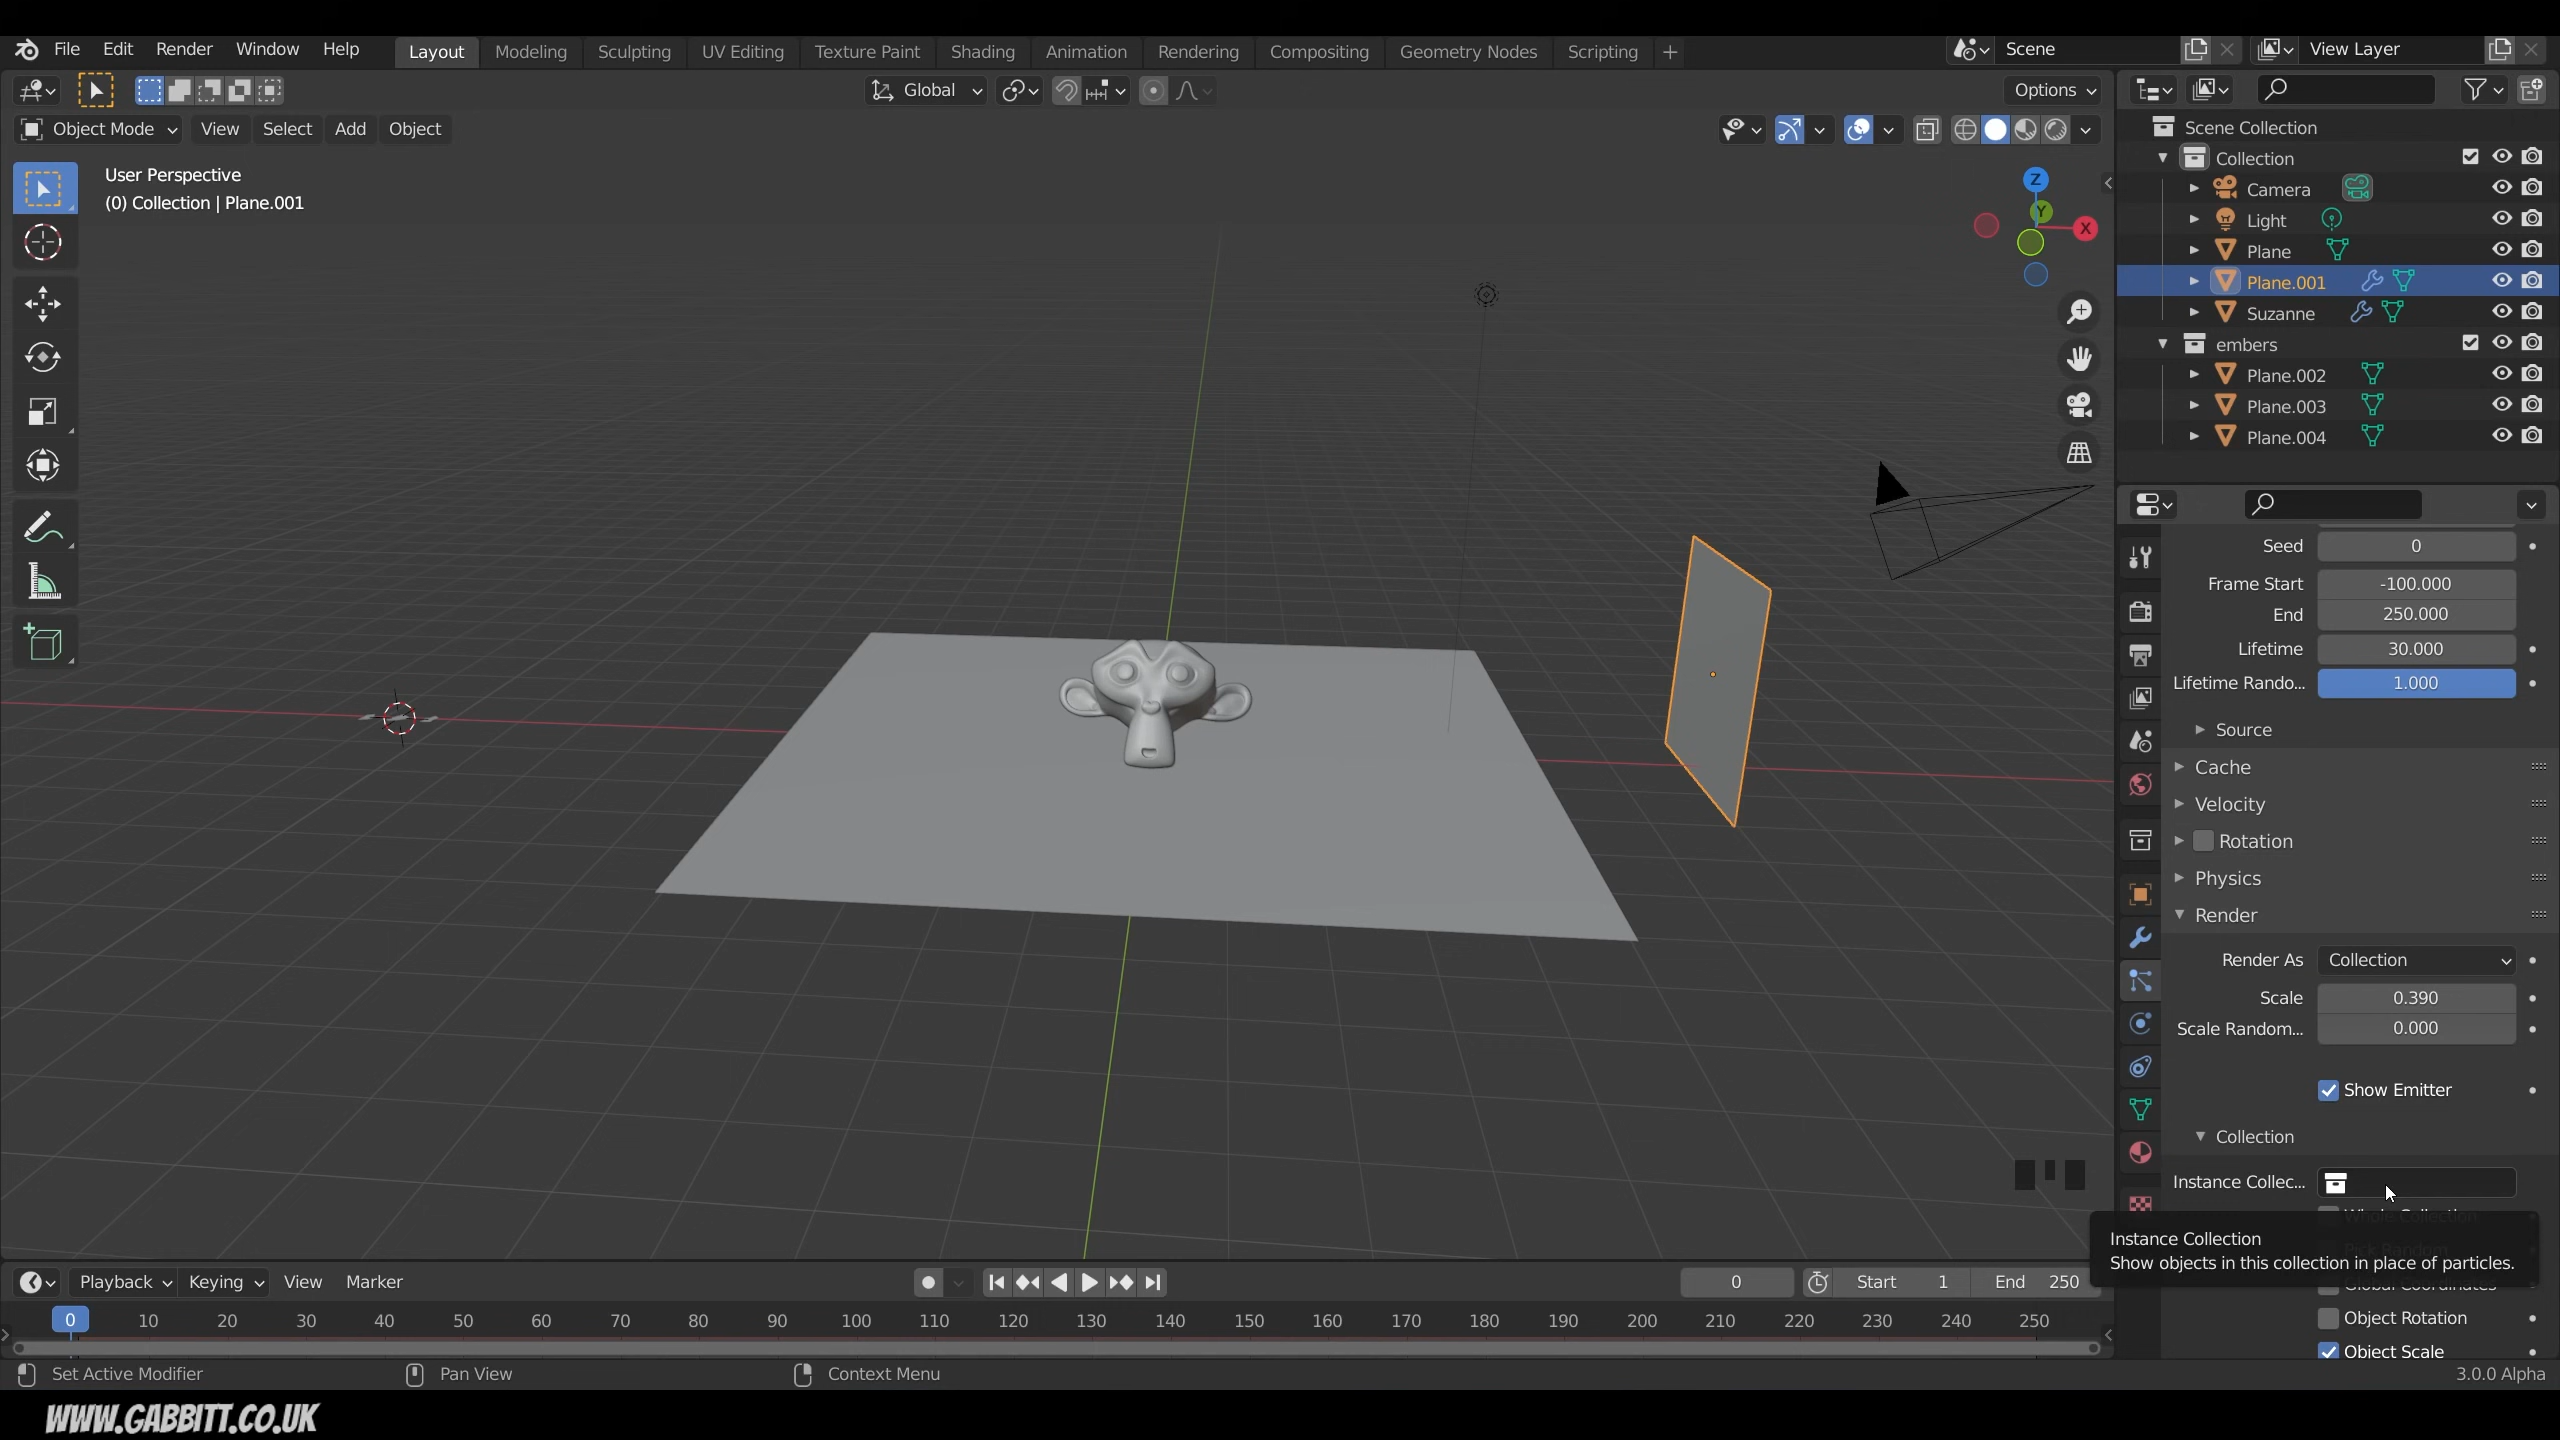 File Edit Render Window Help Layout Modeling Sculpting UV Editing Texture Paint Shading Animation Rendering Compositing Geometry Nodes Scripting Scene View Layer
Global Options
Object Mode View Select Add Object
User Perspective
(0) Collection | Plane.001
Z
Y
X
Scene Collection
Collection
Camera
Light
Plane
Plane.001
Suzanne
embers
Plane.002
Plane.003
Plane.004
Seed 0
Frame Start -100.000
End 250.000
Lifetime 30.000
Lifetime Rando... 1.000
Source
Cache
Velocity
Rotation
Physics
Render
Render As Collection
Scale 0.390
Scale Random... 0.000
Show Emitter
Collection
Instance Collec...
Whole Collection
Instance Collection
Show objects in this collection in place of particles.
Global Coordinates
Object Rotation
Object Scale
Playback Keying View Marker 0 Start 1 End 250
0 10 20 30 40 50 60 70 80 90 100 110 120 130 140 150 160 170 180 190 200 210 220 230 240 250
Set Active Modifier Pan View Context Menu 3.0.0 Alpha
WWW.GABBITT.CO.UK